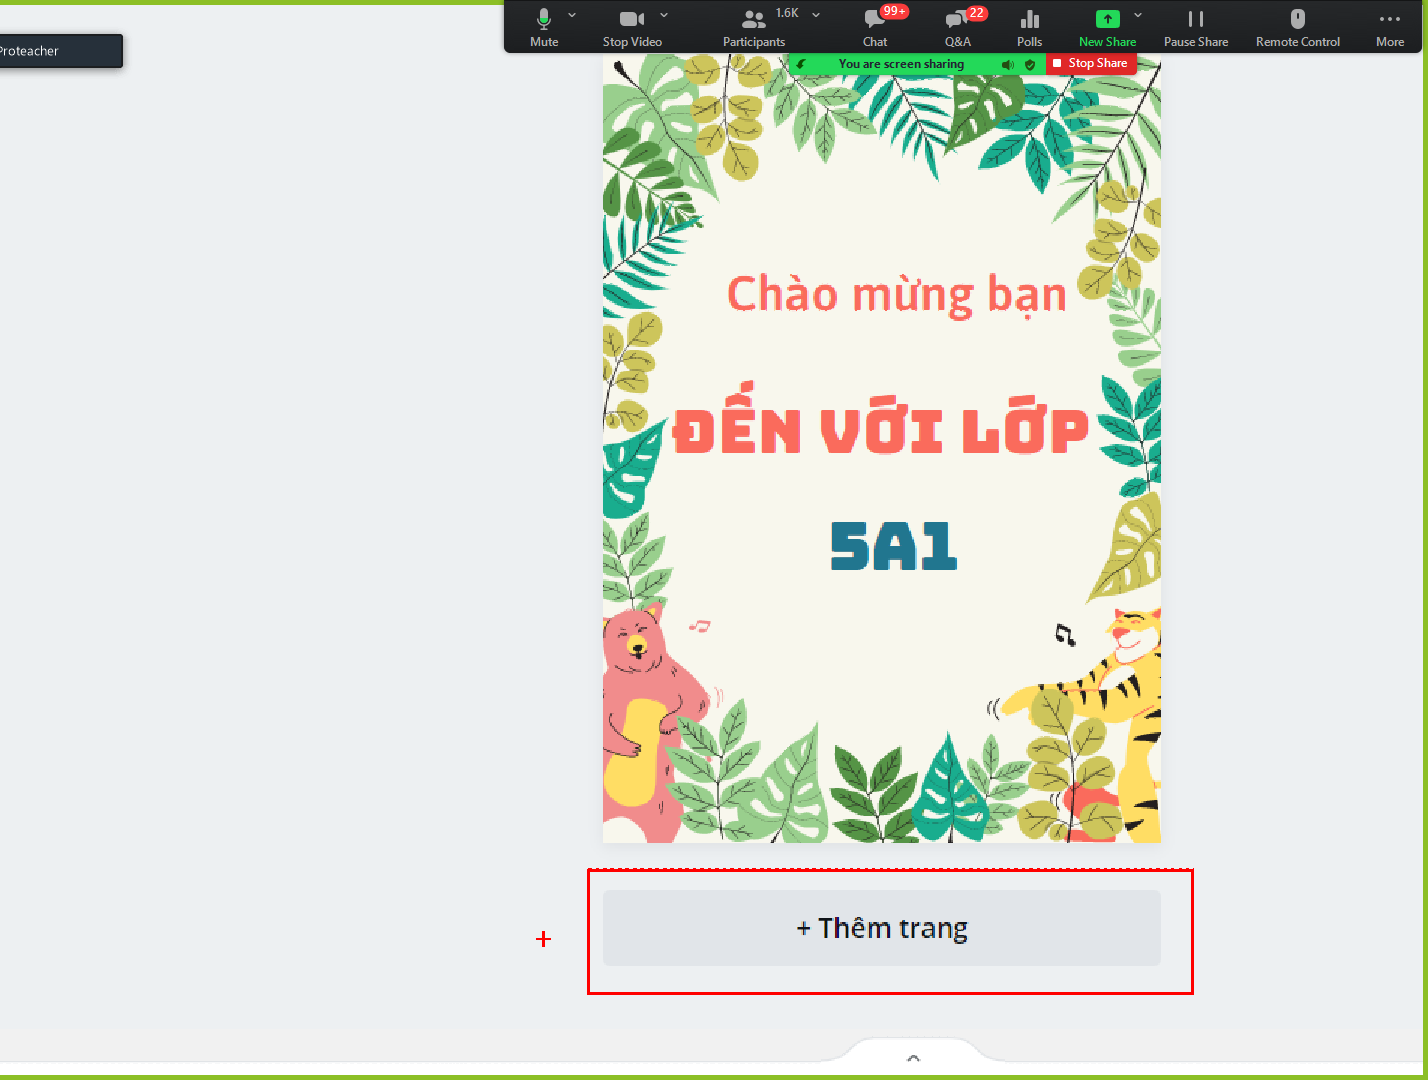 1.6K
99+
22
Mute
Stop Video
Participants
Chat
Q&A
Polls
New Share
Pause Share
Remote Control
More
Proteacher
You are screen sharing
Stop Share
Chào mừng bạn
ĐẾN VỚI LỚP
5A1
+ Thêm trang